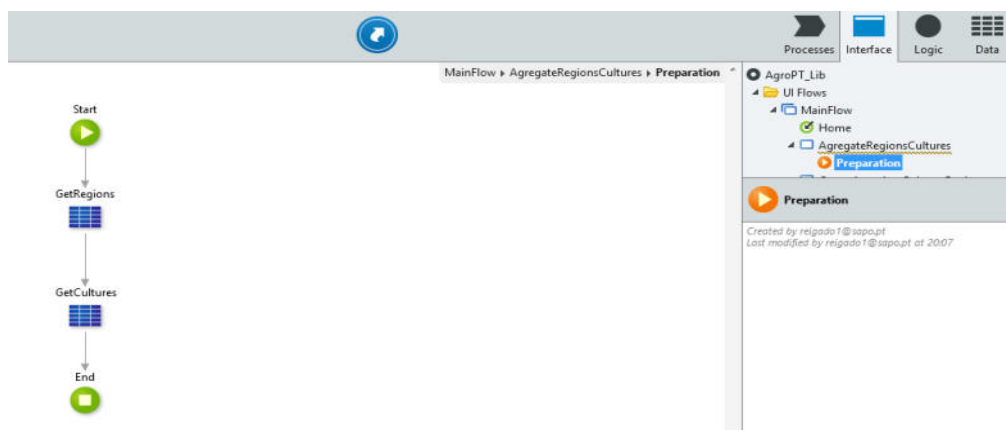 Processes Interface Logic Data
MainFlow ▸ AgregateRegionsCultures ▸ Preparation
Start
GetRegions
GetCultures
End
AgroPT_Lib
UI Flows
MainFlow
Home
AgregateRegionsCultures
Preparation
Preparation
Created by reigado1@sapo.pt
Last modified by reigado1@sapo.pt at 20:07